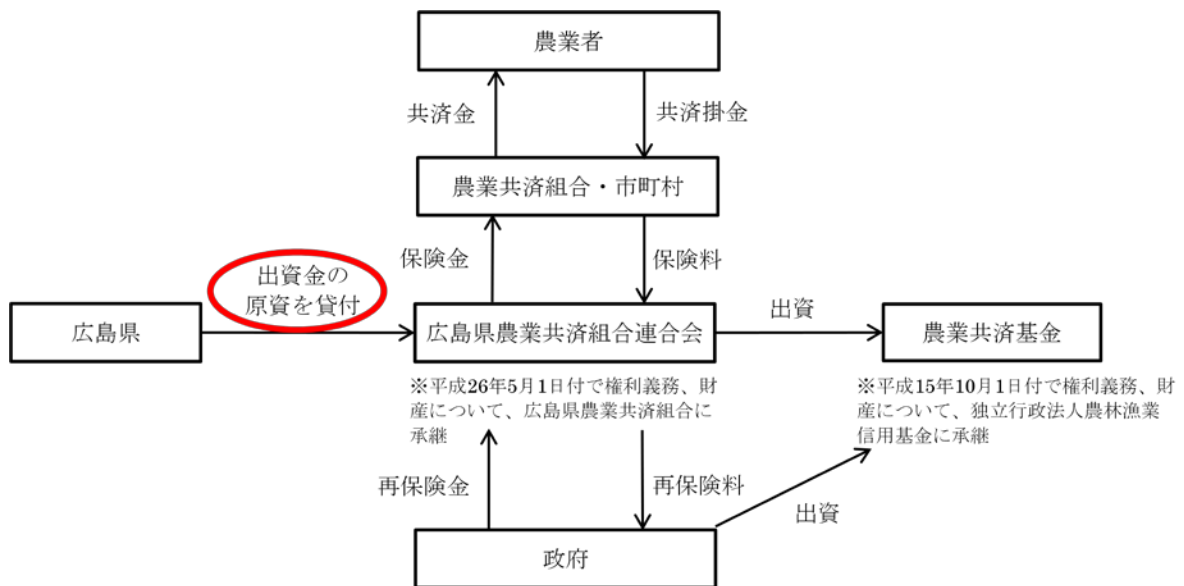 農業者
共済金
共済掛金
農業共済組合・市町村
保険金
保険料
出資金の
原資を貸付
出資
広島県
広島県農業共済組合連合会
農業共済基金
※平成26年5月1日付で権利義務、財
産について、広島県農業共済組合に
承継
※平成15年10月1日付で権利義務、財
産について、独立行政法人農林漁業
信用基金に承継
再保険金
再保険料
出資
政府